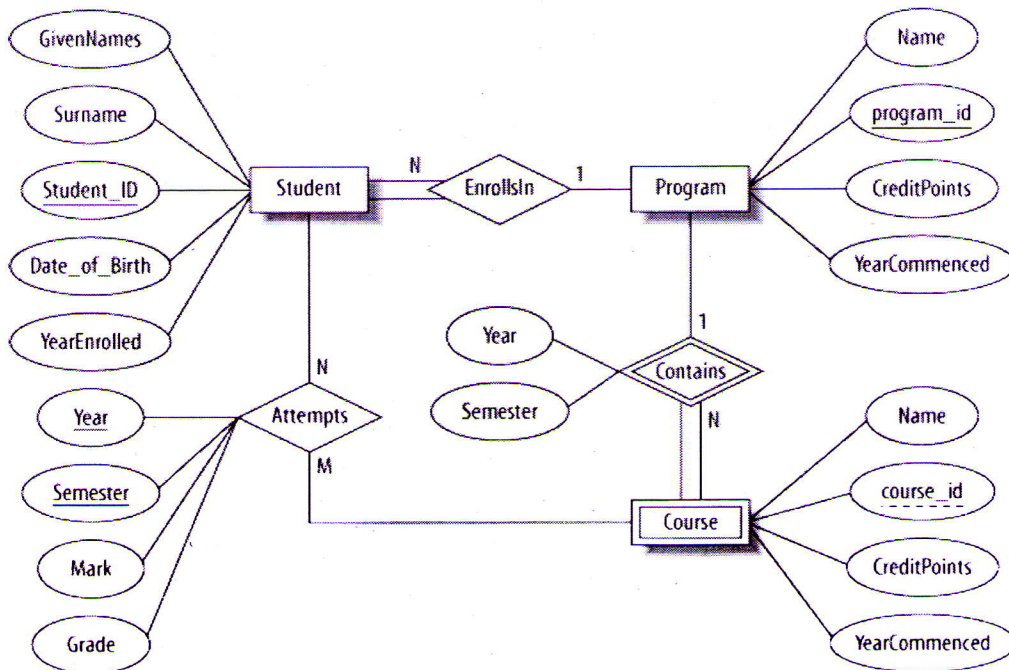 GivenNames
Surname
Student_ID
Date_of_Birth
YearEnrolled
Student
N
EnrollsIn
1
Program
Name
program_id
CreditPoints
YearCommenced
Year
Semester
1
Contains
N
N
Attempts
M
Year
Semester
Mark
Grade
Course
Name
course_id
CreditPoints
YearCommenced